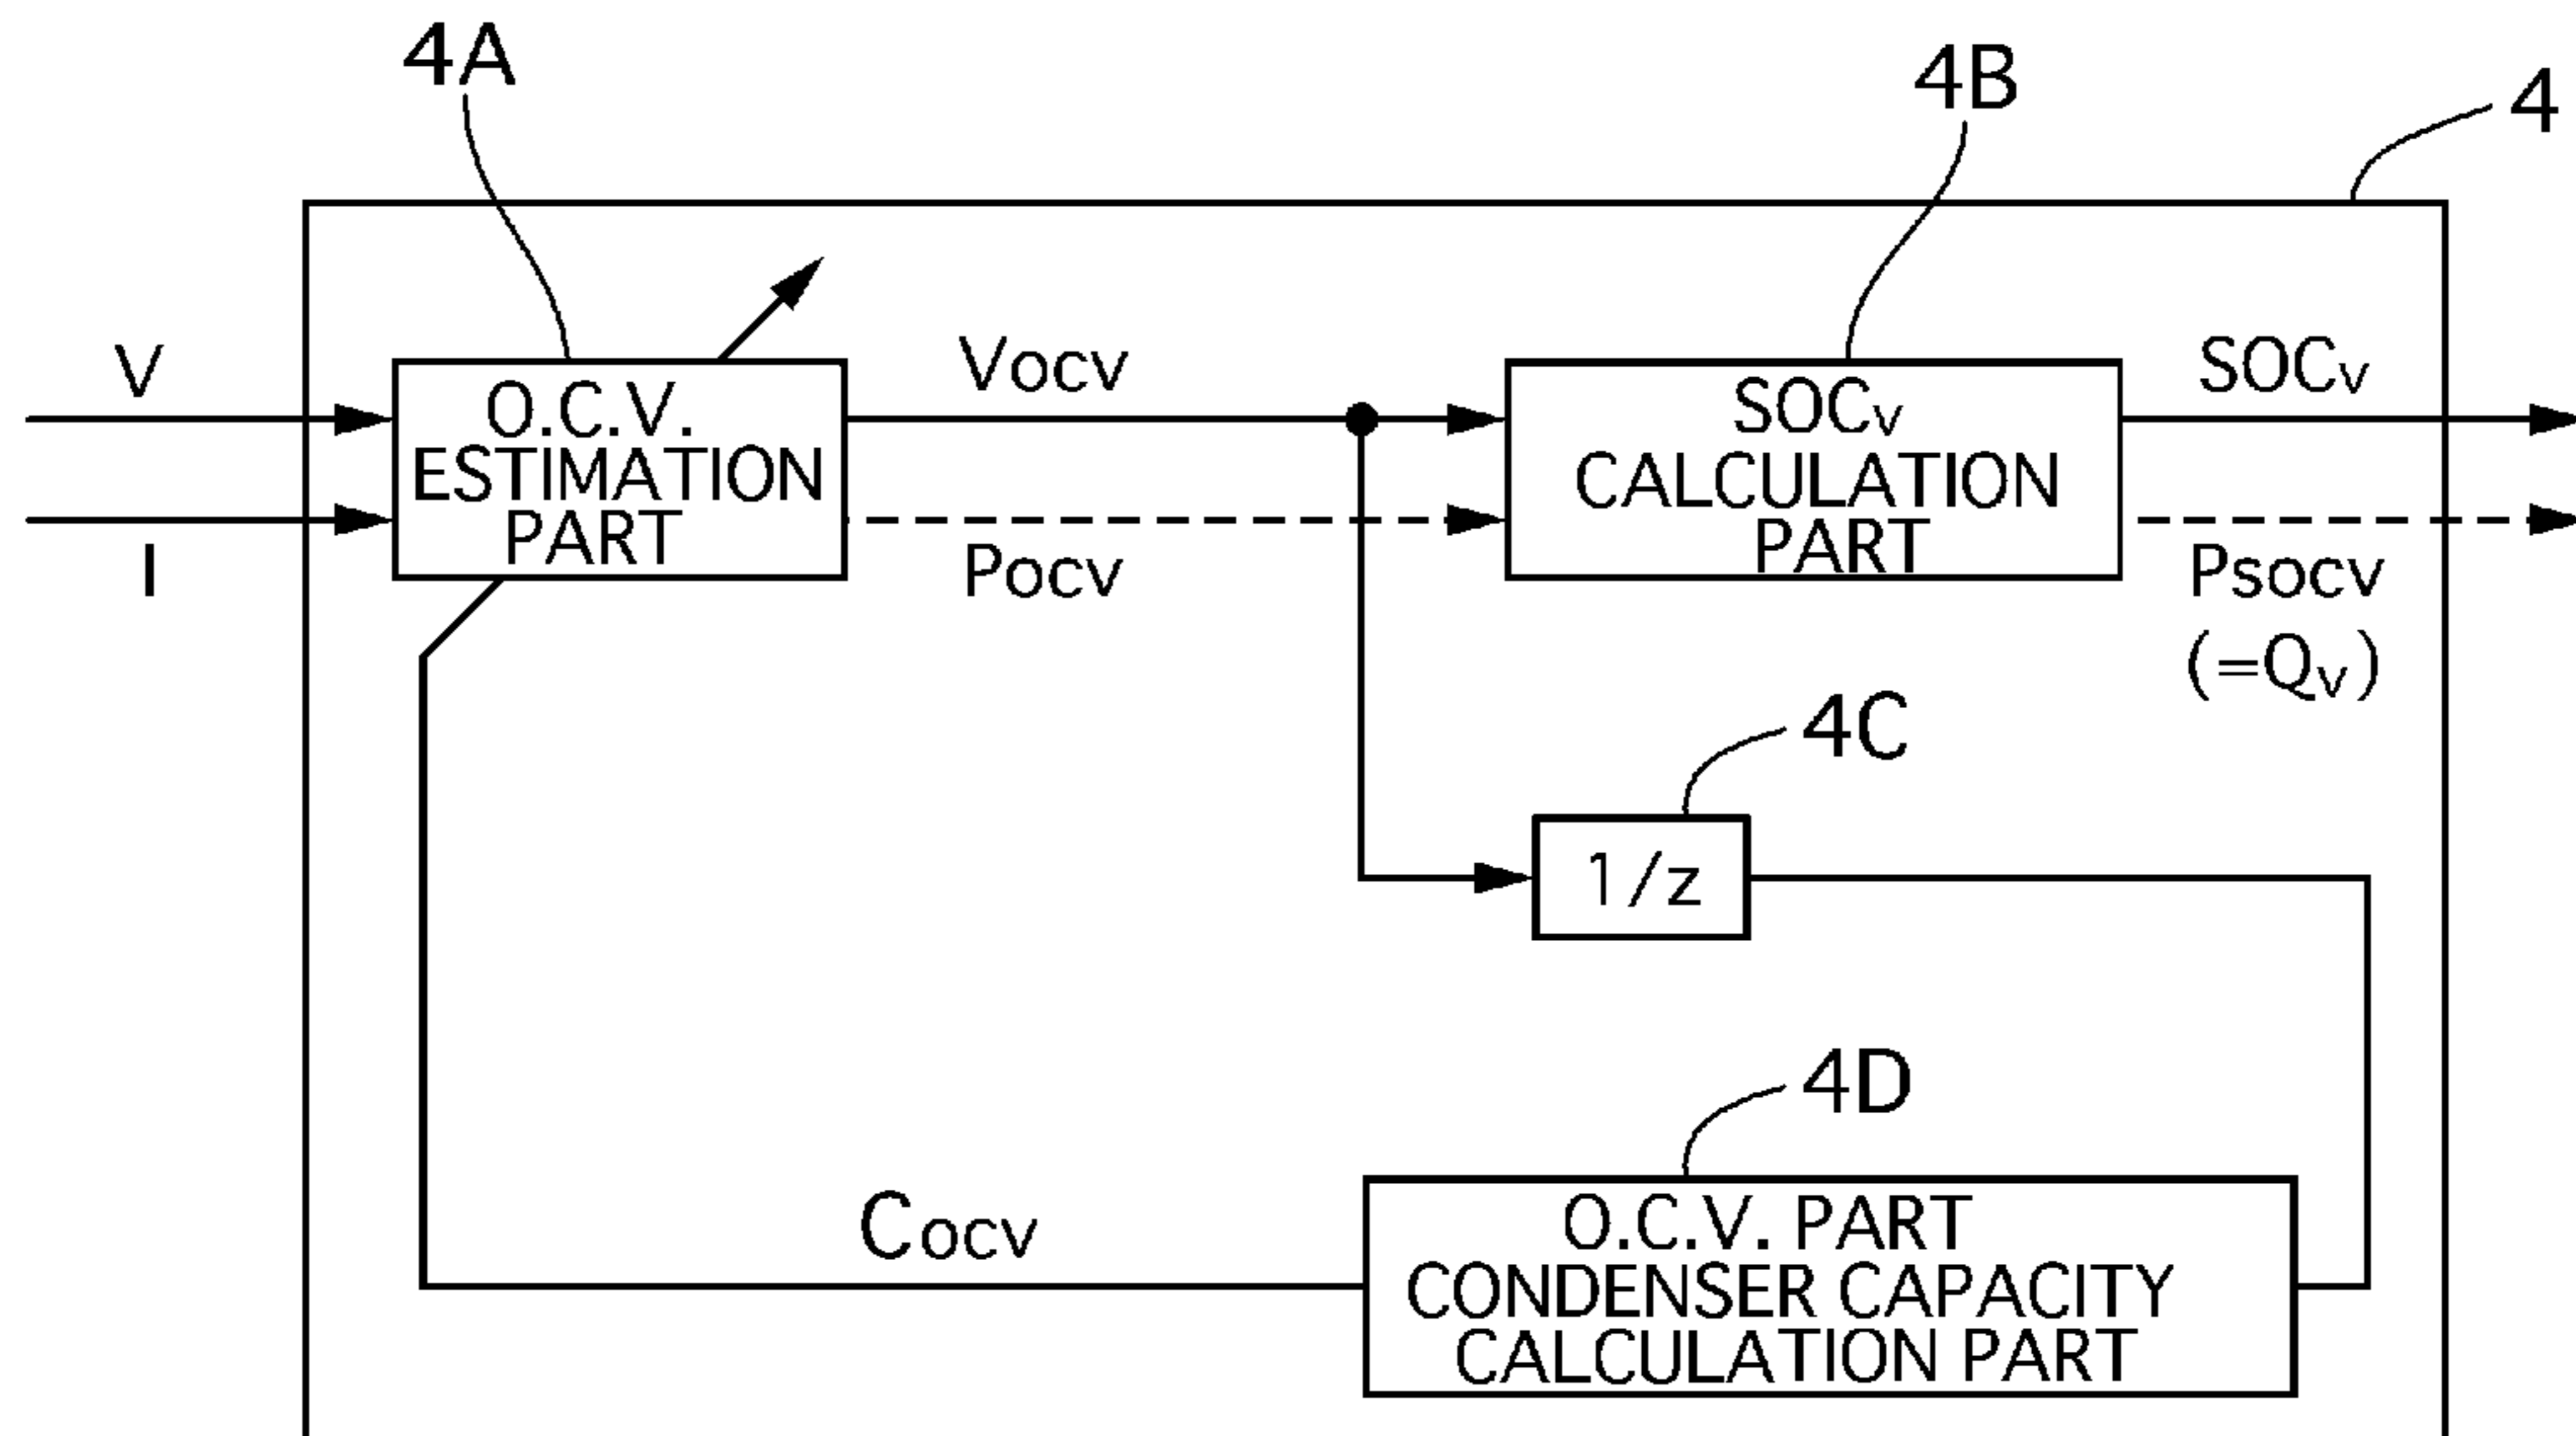 4A
4B
4
V
I
O.C.V.
ESTIMATION
PART
Vocv
Pocv
SOCv
CALCULATION
PART
SOCv
Psocv
(=Qv)
4C
1/z
4D
O.C.V. PART
CONDENSER CAPACITY
CALCULATION PART
Cocv